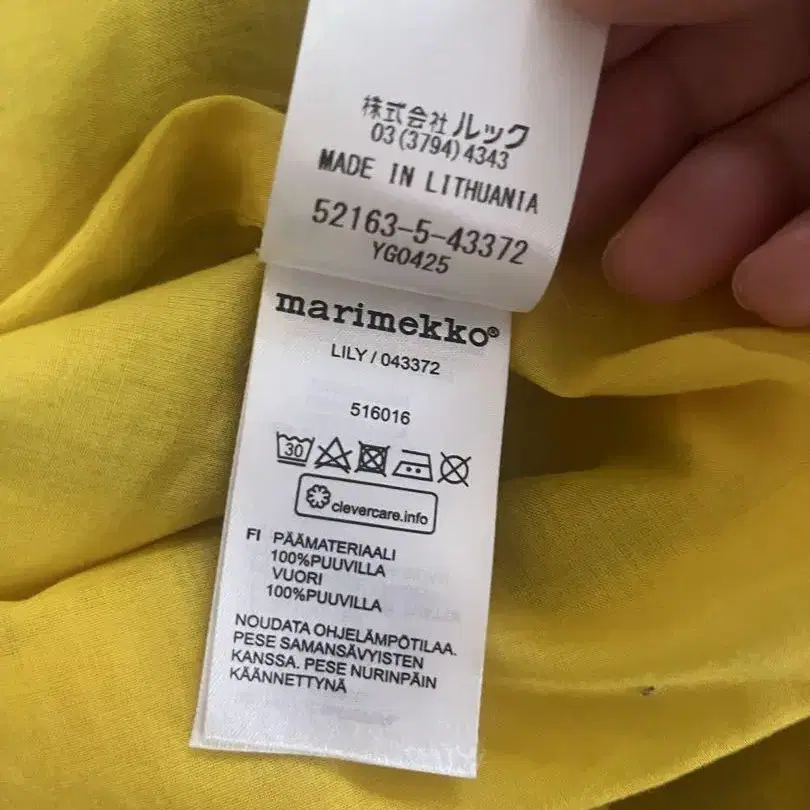 株式会社 ルック
03(3794)4343
MADE IN LITHUANIA
52163-5-43372
YG0425
marimekko®
LILY / 043372
516016
30
clevercare.info
FI PÄÄMATERIAALI
100%PUUVILLA
VUORI
100%PUUVILLA
NOUDATA OHJELÄMPÖTILAA.
PESE SAMANSÄVYISTEN
KANSSA. PESE NURINPÄIN
KÄÄNNETTYNÄ